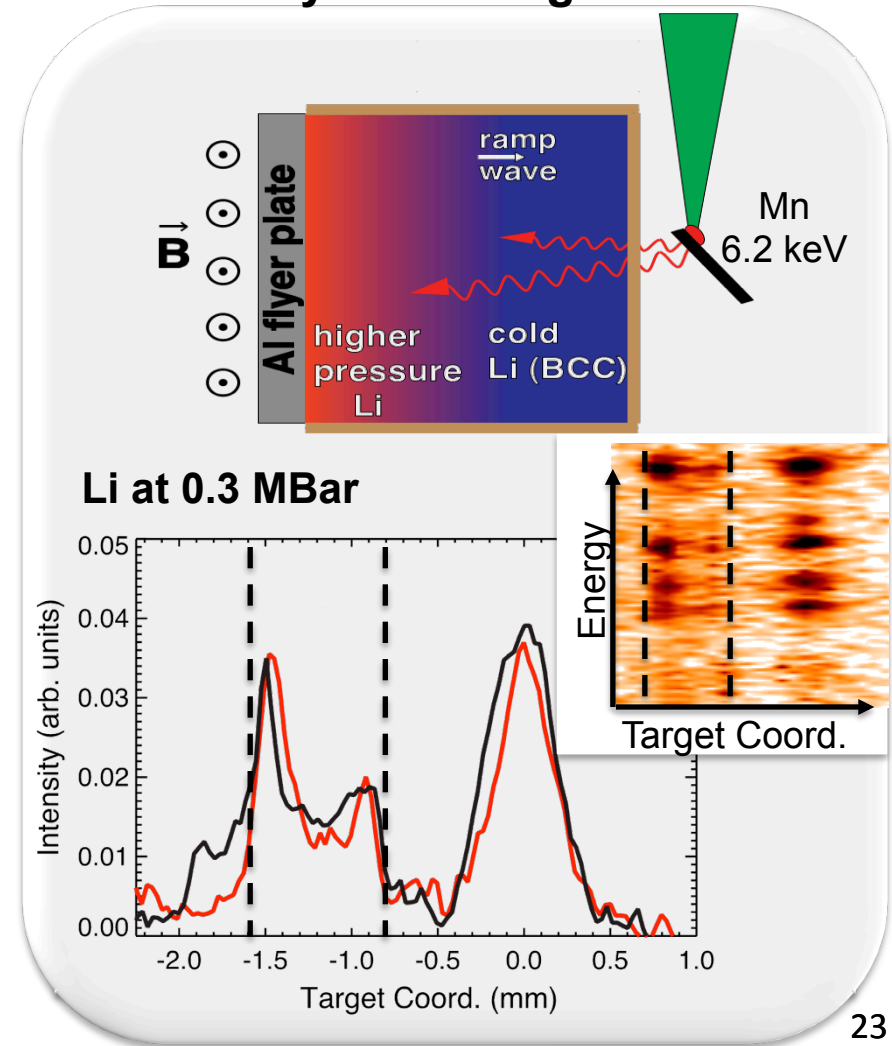 ramp
wave
Mn
6.2 keV
B
Al flyer plate
higher
pressure
Li
cold
Li (BCC)
Li at 0.3 MBar
Energy
Target Coord.
Intensity (arb. units)
0.05
0.04
0.03
0.02
0.01
0.00
-2.0 -1.5 -1.0 -0.5 0.0 0.5 1.0
Target Coord. (mm)
23